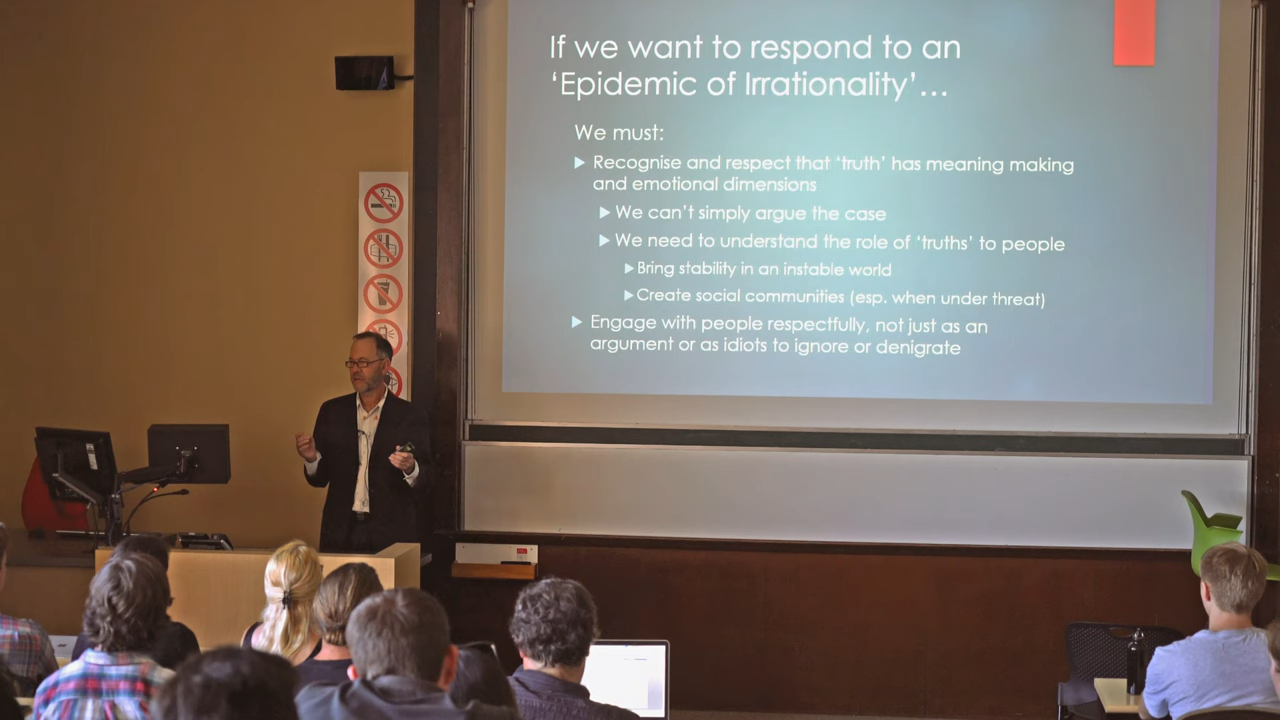 If we want to respond to an
‘Epidemic of Irrationality’...
We must:
Recognise and respect that ‘truth’ has meaning making
and emotional dimensions
We can’t simply argue the case
We need to understand the role of ‘truths’ to people
Bring stability in an instable world
Create social communities (esp. when under threat)
Engage with people respectfully, not just as an
argument or as idiots to ignore or denigrate